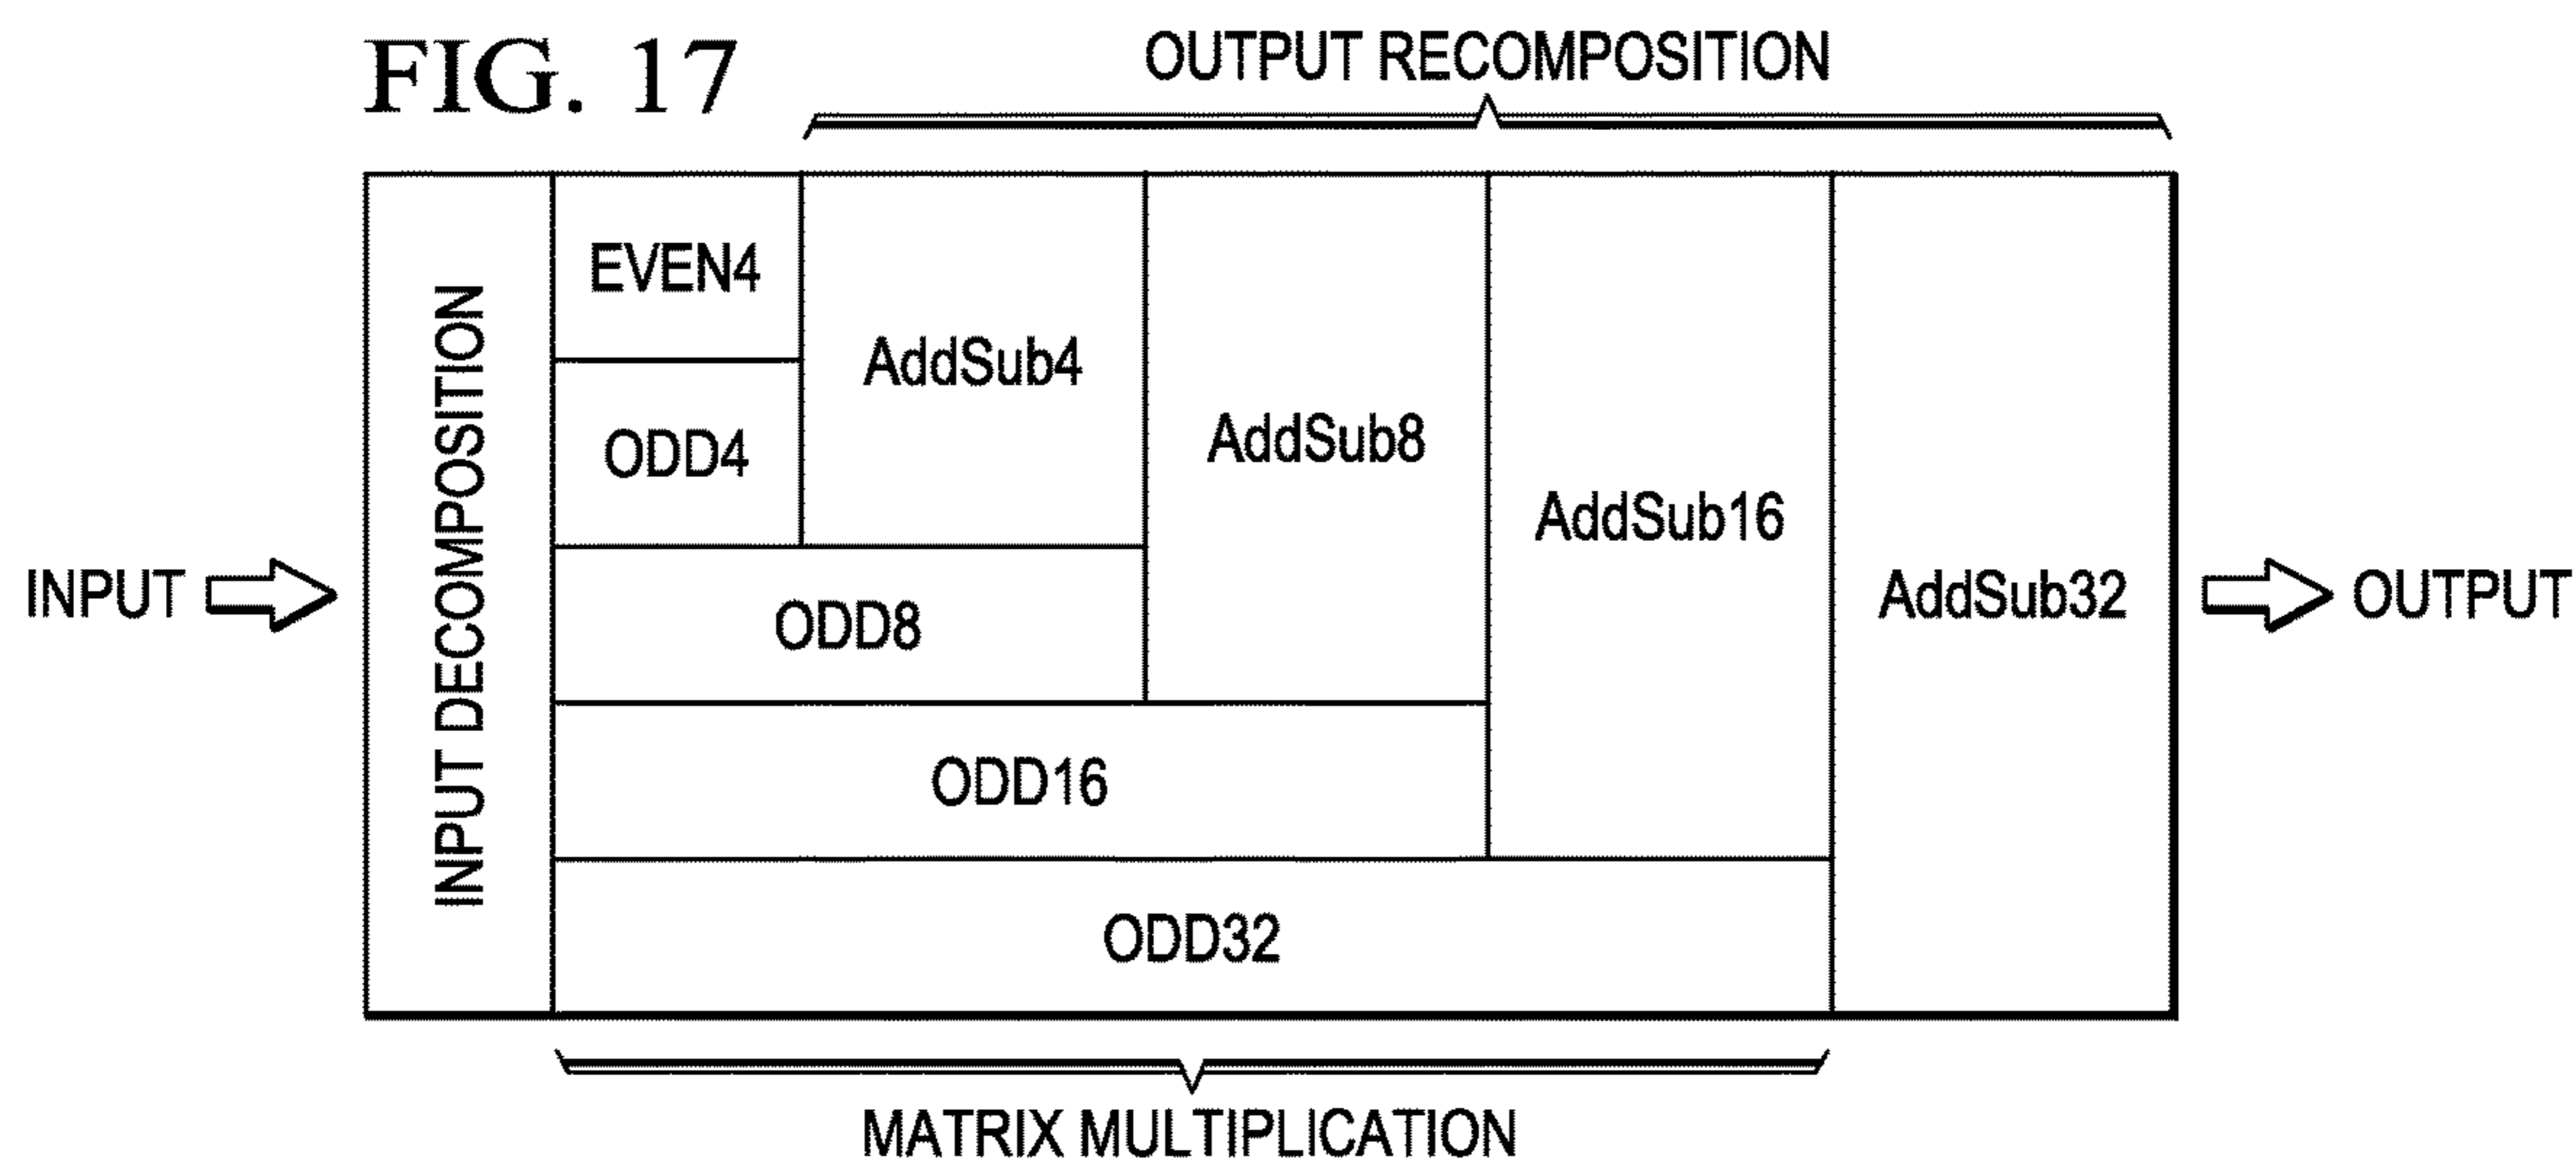 FIG. 17
OUTPUT RECOMPOSITION
INPUT
INPUT DECOMPOSITION
EVEN4
ODD4
AddSub4
ODD8
AddSub8
ODD16
AddSub16
ODD32
AddSub32
OUTPUT
MATRIX MULTIPLICATION